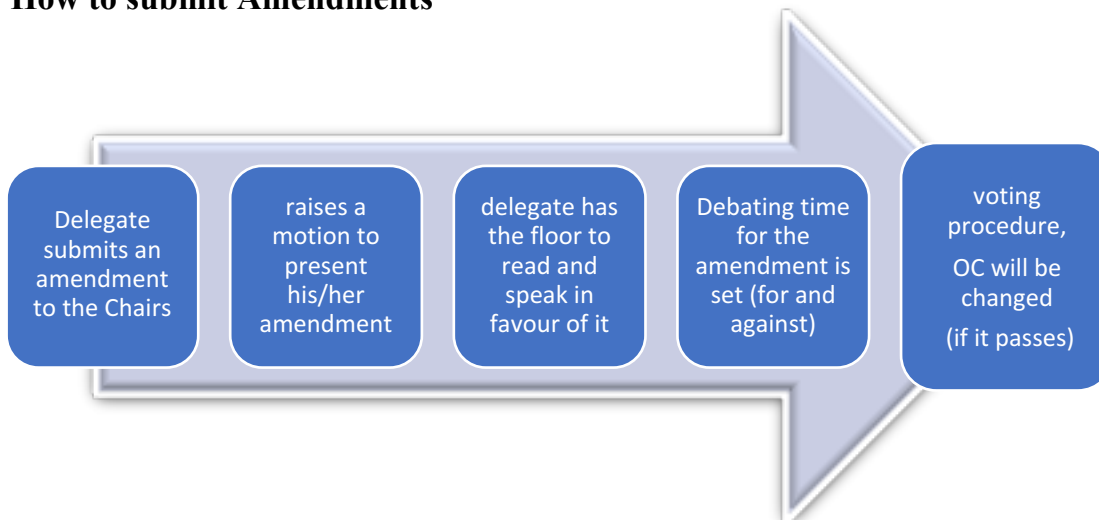 How to submit Amendments
Delegate
submits an
amendment
to the Chairs
raises a
motion to
present
his/her
amendment
delegate has
the floor to
read and
speak in
favour of it
Debating time
for the
amendment is
set (for and
against)
voting
procedure,
OC will be
changed
(if it passes)